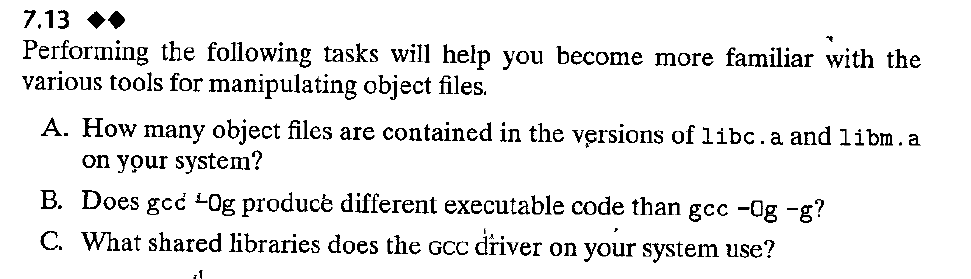 7.13 ◆◆
Performing the following tasks will help you become more familiar with the
various tools for manipulating object files.
A. How many object files are contained in the versions of libc.a and libm.a
on your system?
B. Does gcc -Og produce different executable code than gcc -Og -g?
C. What shared libraries does the GCC driver on your system use?